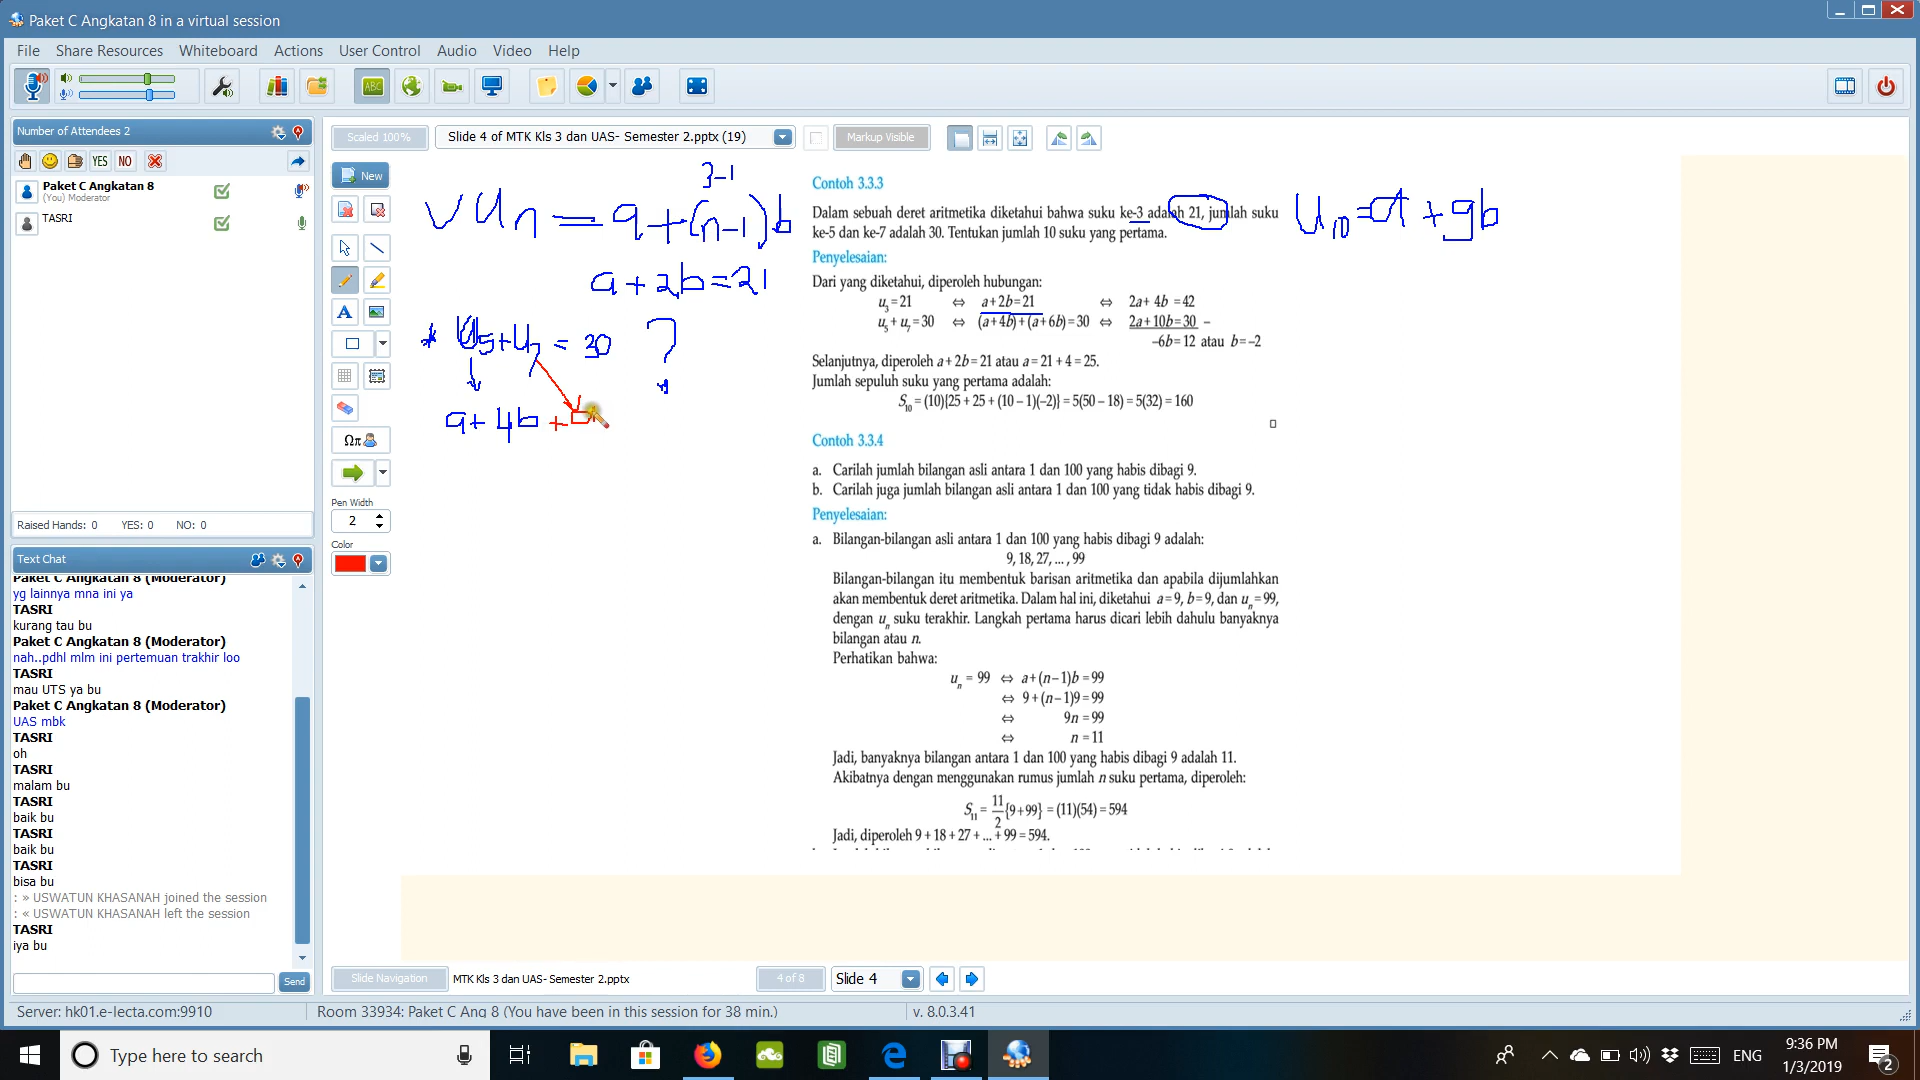 Paket C Angkatan 8 in a virtual session
File Share Resources Whiteboard Actions User Control Audio Video Help
ABC
Number of Attendees 2
YES NO
Paket C Angkatan 8
(You) Moderator
TASRI
Raised Hands: 0 YES: 0 NO: 0
Text Chat
Paket C Angkatan 8 (Moderator)
yg lainnya mna ini ya
TASRI
kurang tau bu
Paket C Angkatan 8 (Moderator)
nah..pdhl mlm ini pertemuan trakhir loo
TASRI
mau UTS ya bu
Paket C Angkatan 8 (Moderator)
UAS mbk
TASRI
oh
TASRI
malam bu
TASRI
baik bu
TASRI
baik bu
TASRI
bisa bu
: » USWATUN KHASANAH joined the session
: « USWATUN KHASANAH left the session
TASRI
iya bu
Send
Scaled 100%
Slide 4 of MTK Kls 3 dan UAS- Semester 2.pptx (19)
Markup Visible
New
A
Ωπ
Pen Width
2
Color
3-1
Un = a+(n-1)b
a+2b=21
* U5+U7 = 30 ?
a+ 4b +
Contoh 3.3.3
Dalam sebuah deret aritmetika diketahui bahwa suku ke-3 adalah 21, jumlah suku
ke-5 dan ke-7 adalah 30. Tentukan jumlah 10 suku yang pertama.
Penyelesaian:
Dari yang diketahui, diperoleh hubungan:
u3 = 21 ⇔ a + 2b = 21 ⇔ 2a + 4b = 42
u5 + u7 = 30 ⇔ (a + 4b) + (a + 6b) = 30 ⇔ 2a + 10b = 30 –
–6b = 12 atau b = –2
Selanjutnya, diperoleh a + 2b = 21 atau a = 21 + 4 = 25.
Jumlah sepuluh suku yang pertama adalah:
S10 = (10){25 + 25 + (10 – 1)(–2)} = 5(50 – 18) = 5(32) = 160
U10 = a + 9b
Contoh 3.3.4
a. Carilah jumlah bilangan asli antara 1 dan 100 yang habis dibagi 9.
b. Carilah juga jumlah bilangan asli antara 1 dan 100 yang tidak habis dibagi 9.
Penyelesaian:
a. Bilangan-bilangan asli antara 1 dan 100 yang habis dibagi 9 adalah:
9, 18, 27, ... , 99
Bilangan-bilangan itu membentuk barisan aritmetika dan apabila dijumlahkan
akan membentuk deret aritmetika. Dalam hal ini, diketahui a = 9, b = 9, dan un = 99,
dengan un suku terakhir. Langkah pertama harus dicari lebih dahulu banyaknya
bilangan atau n.
Perhatikan bahwa:
un = 99 ⇔ a + (n – 1)b = 99
⇔ 9 + (n – 1)9 = 99
⇔ 9n = 99
⇔ n = 11
Jadi, banyaknya bilangan antara 1 dan 100 yang habis dibagi 9 adalah 11.
Akibatnya dengan menggunakan rumus jumlah n suku pertama, diperoleh:
S11 = 11/2 {9 + 99} = (11)(54) = 594
Jadi, diperoleh 9 + 18 + 27 + ... + 99 = 594.
Slide Navigation
MTK Kls 3 dan UAS- Semester 2.pptx
4 of 8
Slide 4
Server: hk01.e-lecta.com:9910
Room 33934: Paket C Ang 8 (You have been in this session for 38 min.)
v. 8.0.3.41
Type here to search
ENG
9:36 PM
1/3/2019
2